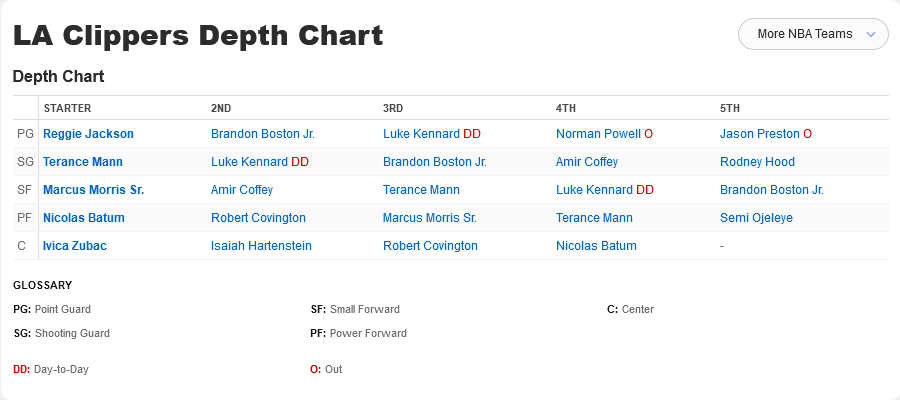 LA Clippers Depth Chart
More NBA Teams
Depth Chart
STARTER 2ND 3RD 4TH 5TH
PG Reggie Jackson Brandon Boston Jr. Luke Kennard DD Norman Powell O Jason Preston O
SG Terance Mann Luke Kennard DD Brandon Boston Jr. Amir Coffey Rodney Hood
SF Marcus Morris Sr. Amir Coffey Terance Mann Luke Kennard DD Brandon Boston Jr.
PF Nicolas Batum Robert Covington Marcus Morris Sr. Terance Mann Semi Ojeleye
C Ivica Zubac Isaiah Hartenstein Robert Covington Nicolas Batum -
GLOSSARY
PG: Point Guard SF: Small Forward C: Center
SG: Shooting Guard PF: Power Forward
DD: Day-to-Day O: Out